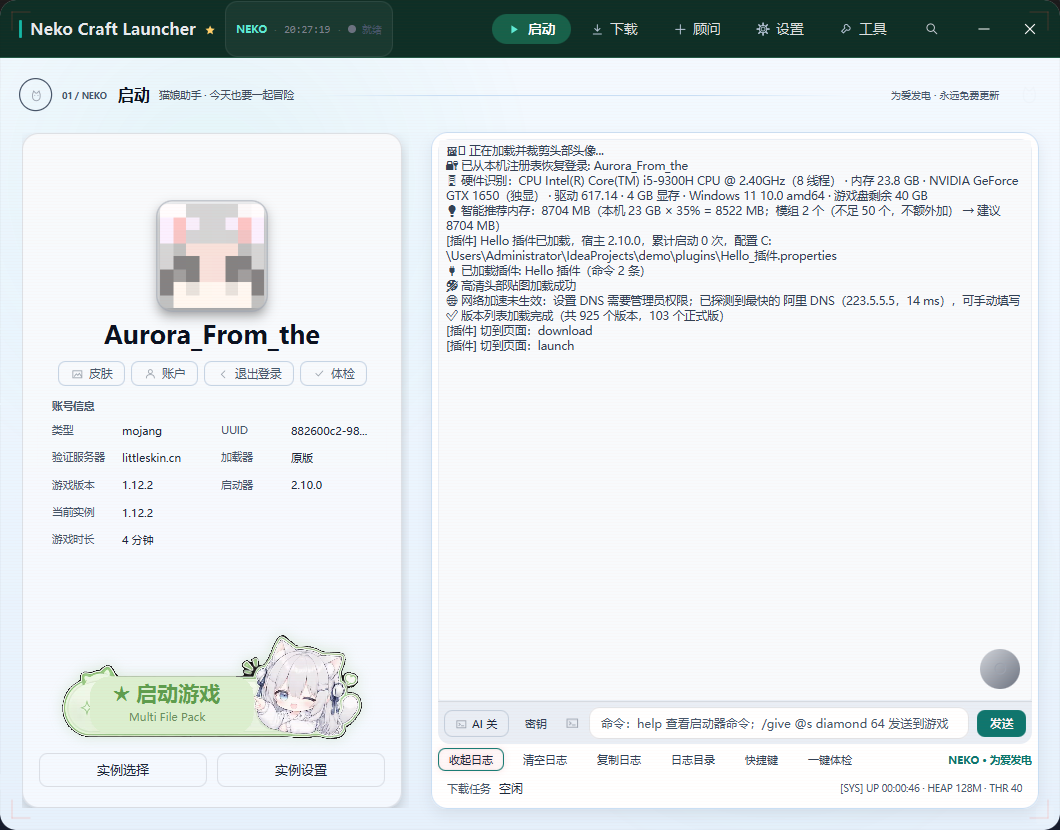 Neko Craft Launcher ★
NEKO · 20:27:19 · 就绪
启动 下载 顾问 设置 工具
01 / NEKO 启动 猫娘助手 · 今天也要一起冒险
为爱发电 · 永远免费更新
Aurora_From_the
皮肤 账户 退出登录 体检
账号信息
类型 mojang UUID 882600c2-98...
验证服务器 littleskin.cn 加载器 原版
游戏版本 1.12.2 启动器 2.10.0
当前实例 1.12.2
游戏时长 4 分钟
★ 启动游戏
Multi File Pack
实例选择 实例设置
正在加载并裁剪头部头像...
已从本机注册表恢复登录: Aurora_From_the
硬件识别：CPU Intel(R) Core(TM) i5-9300H CPU @ 2.40GHz（8 线程） · 内存 23.8 GB · NVIDIA GeForce
GTX 1650（独显） · 驱动 617.14 · 4 GB 显存 · Windows 11 10.0 amd64 · 游戏盘剩余 40 GB
智能推荐内存：8704 MB（本机 23 GB × 35% = 8522 MB；模组 2 个（不足 50 个，不额外加） → 建议
8704 MB）
[插件] Hello 插件已加载，宿主 2.10.0，累计启动 0 次，配置 C:
\Users\Administrator\IdeaProjects\demo\plugins\Hello_插件.properties
已加载插件: Hello 插件（命令 2 条）
高清头部贴图加载成功
网络加速未生效：设置 DNS 需要管理员权限；已探测到最快的 阿里 DNS（223.5.5.5，14 ms），可手动填写
版本列表加载完成（共 925 个版本，103 个正式版）
[插件] 切到页面：download
[插件] 切到页面：launch
AI 关 密钥 命令：help 查看启动器命令；/give @s diamond 64 发送到游戏 发送
收起日志 清空日志 复制日志 日志目录 快捷键 一键体检 NEKO • 为爱发电
下载任务 空闲 [SYS] UP 00:00:46 · HEAP 128M · THR 40